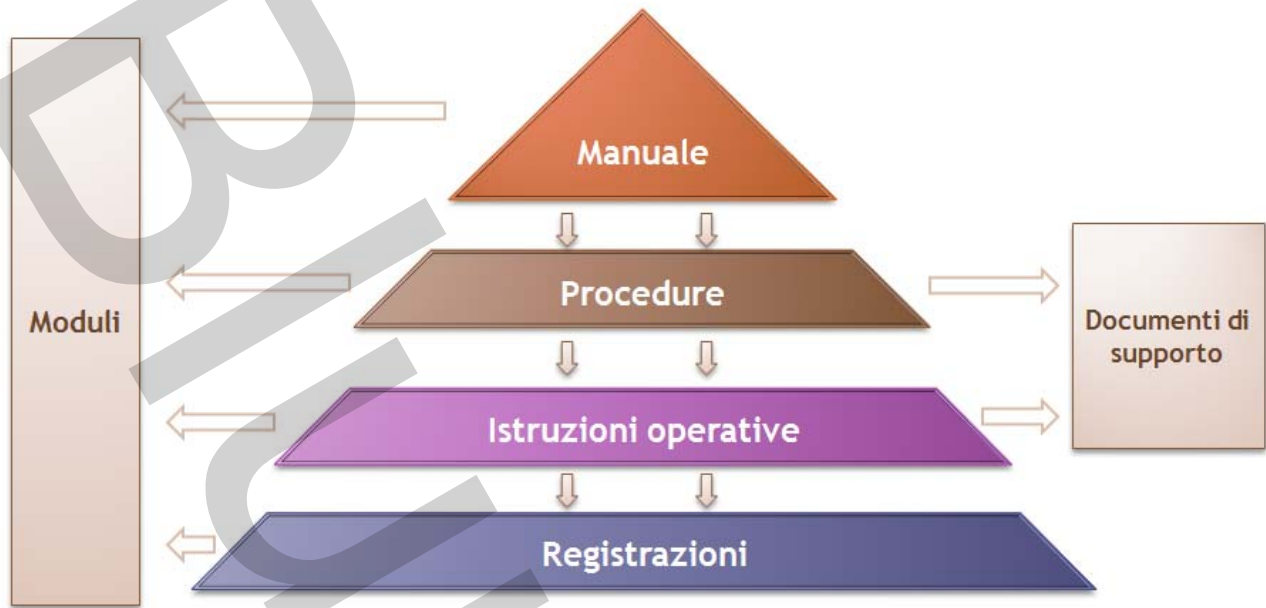 Manuale
Procedure
Moduli
Documenti di
supporto
Istruzioni operative
Registrazioni